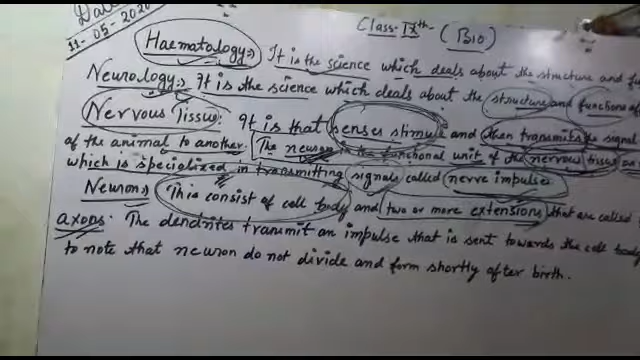 Date
11-05-2020
Class-IXth- (BIO)
Haematology:> It is the science which deals about the structure and
Neurology:> It is the science which deals about the structure and function of
Nervous Tissue: It is that senses stimuli and then transmits the signal
of the animal to another. The neuron is the functional unit of the nervous tissue
which is specialized in transmitting signals called nerve impulses
Neuron:> This consist of cell body and two or more extensions that are called
axons: The dendrites transmit an impulse that is sent towards the cell body
to note that neuron do not divide and form shortly after birth.